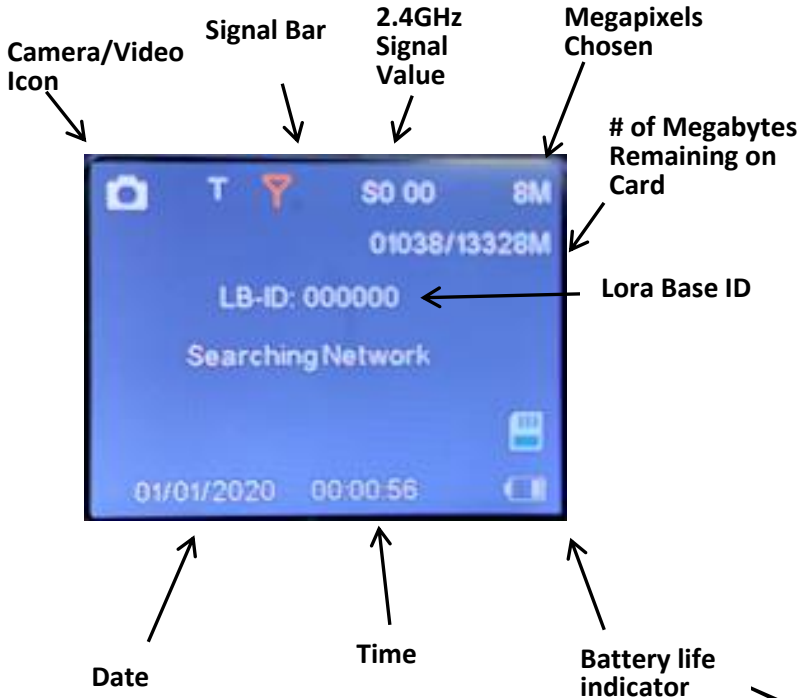 Camera/Video
Icon
Signal Bar
2.4GHz
Signal
Value
Megapixels
Chosen
# of Megabytes
Remaining on
Card
T S0 00 8M
01038/13328M
LB-ID: 000000
Lora Base ID
Searching Network
01/01/2020 00:00:56
Date
Time
Battery life
indicator